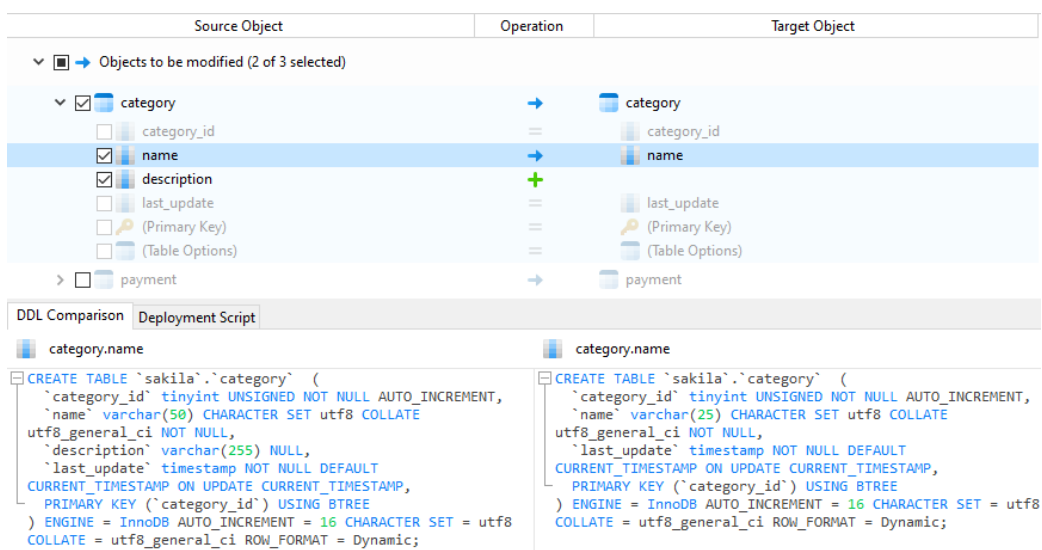 Source Object Operation Target Object
Objects to be modified (2 of 3 selected)
category category
category_id = category_id
name name
description +
last_update = last_update
(Primary Key) = (Primary Key)
(Table Options) = (Table Options)
payment payment
DDL Comparison Deployment Script
category.name
CREATE TABLE `sakila`.`category`  (
`category_id` tinyint UNSIGNED NOT NULL AUTO_INCREMENT,
`name` varchar(50) CHARACTER SET utf8 COLLATE
utf8_general_ci NOT NULL,
`description` varchar(255) NULL,
`last_update` timestamp NOT NULL DEFAULT
CURRENT_TIMESTAMP ON UPDATE CURRENT_TIMESTAMP,
PRIMARY KEY (`category_id`) USING BTREE
) ENGINE = InnoDB AUTO_INCREMENT = 16 CHARACTER SET = utf8
COLLATE = utf8_general_ci ROW_FORMAT = Dynamic;
category.name
CREATE TABLE `sakila`.`category`  (
`category_id` tinyint UNSIGNED NOT NULL AUTO_INCREMENT,
`name` varchar(25) CHARACTER SET utf8 COLLATE
utf8_general_ci NOT NULL,
`last_update` timestamp NOT NULL DEFAULT
CURRENT_TIMESTAMP ON UPDATE CURRENT_TIMESTAMP,
PRIMARY KEY (`category_id`) USING BTREE
) ENGINE = InnoDB AUTO_INCREMENT = 16 CHARACTER SET = utf8
COLLATE = utf8_general_ci ROW_FORMAT = Dynamic;